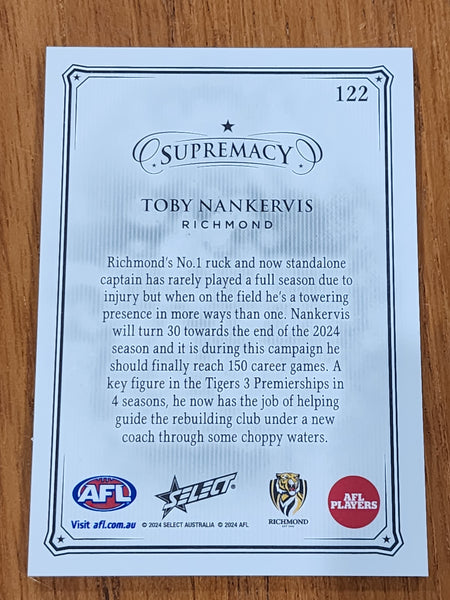 122
SUPREMACY
TOBY NANKERVIS
RICHMOND
Richmond's No.1 ruck and now standalone
captain has rarely played a full season due to
injury but when on the field he's a towering
presence in more ways than one. Nankervis
will turn 30 towards the end of the 2024
season and it is during this campaign he
should finally reach 150 career games. A
key figure in the Tigers 3 Premierships in
4 seasons, he now has the job of helping
guide the rebuilding club under a new
coach through some choppy waters.
AFL
SELECT
RICHMOND
AFL
PLAYERS
Visit afl.com.au
© 2024 SELECT AUSTRALIA © 2024 AFL